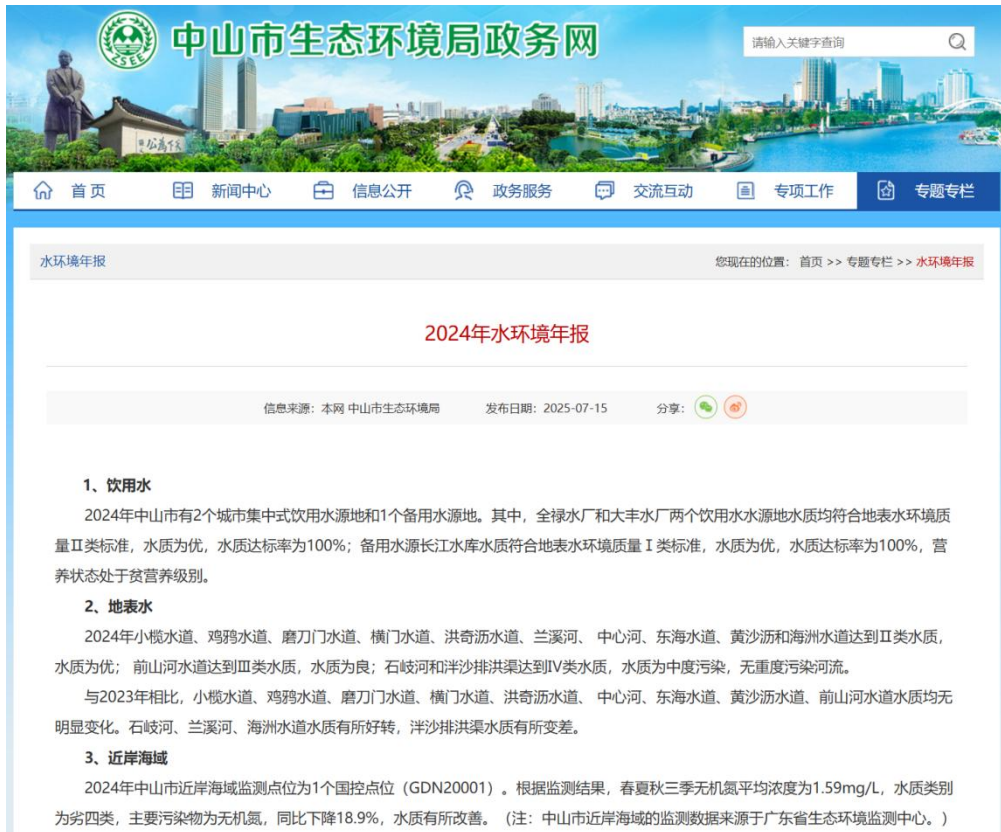 中山市生态环境局政务网
请输入关键字查询
ZSEE
天下为公
首页 新闻中心 信息公开 政务服务 交流互动 专项工作 专题专栏
水环境年报 您现在的位置： 首页 >> 专题专栏 >> 水环境年报
2024年水环境年报
信息来源：本网 中山市生态环境局 发布日期：2025-07-15 分享：
1、饮用水
2024年中山市有2个城市集中式饮用水源地和1个备用水源地。其中，全禄水厂和大丰水厂两个饮用水水源地水质均符合地表水环境质
量Ⅱ类标准，水质为优，水质达标率为100%；备用水源长江水库水质符合地表水环境质量Ⅰ类标准，水质为优，水质达标率为100%，营
养状态处于贫营养级别。
2、地表水
2024年小榄水道、鸡鸦水道、磨刀门水道、横门水道、洪奇沥水道、兰溪河、 中心河、东海水道、黄沙沥和海洲水道达到Ⅱ类水质，
水质为优； 前山河水道达到Ⅲ类水质，水质为良；石岐河和泮沙排洪渠达到Ⅳ类水质，水质为中度污染，无重度污染河流。
与2023年相比，小榄水道、鸡鸦水道、磨刀门水道、横门水道、洪奇沥水道、 中心河、东海水道、黄沙沥水道、前山河水道水质均无
明显变化。石岐河、兰溪河、海洲水道水质有所好转，泮沙排洪渠水质有所变差。
3、近岸海域
2024年中山市近岸海域监测点位为1个国控点位（GDN20001）。根据监测结果，春夏秋三季无机氮平均浓度为1.59mg/L，水质类别
为劣四类，主要污染物为无机氮，同比下降18.9%，水质有所改善。（注：中山市近岸海域的监测数据来源于广东省生态环境监测中心。）